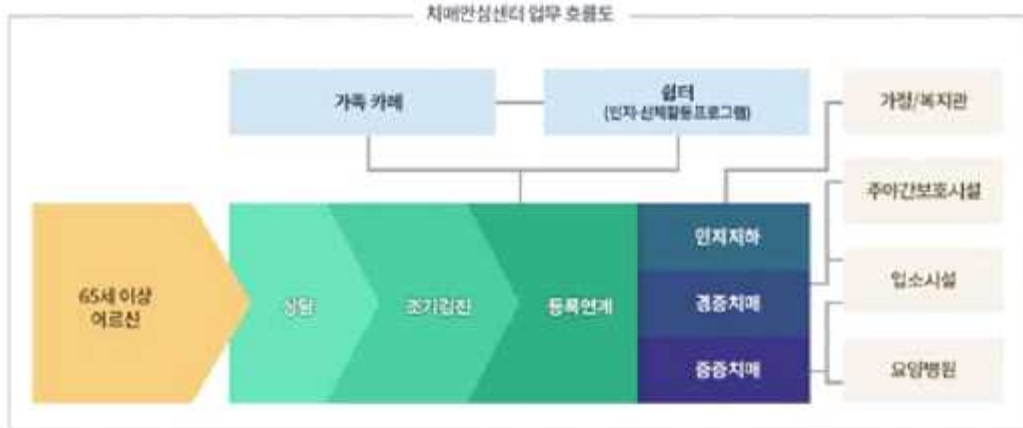 치매안심센터 업무 흐름도
가족 카페
쉼터
(인지·신체활동프로그램)
가정/복지관
주야간보호시설
입소시설
요양병원
65세 이상
어르신
상담
조기검진
등록연계
인지저하
경증치매
중증치매